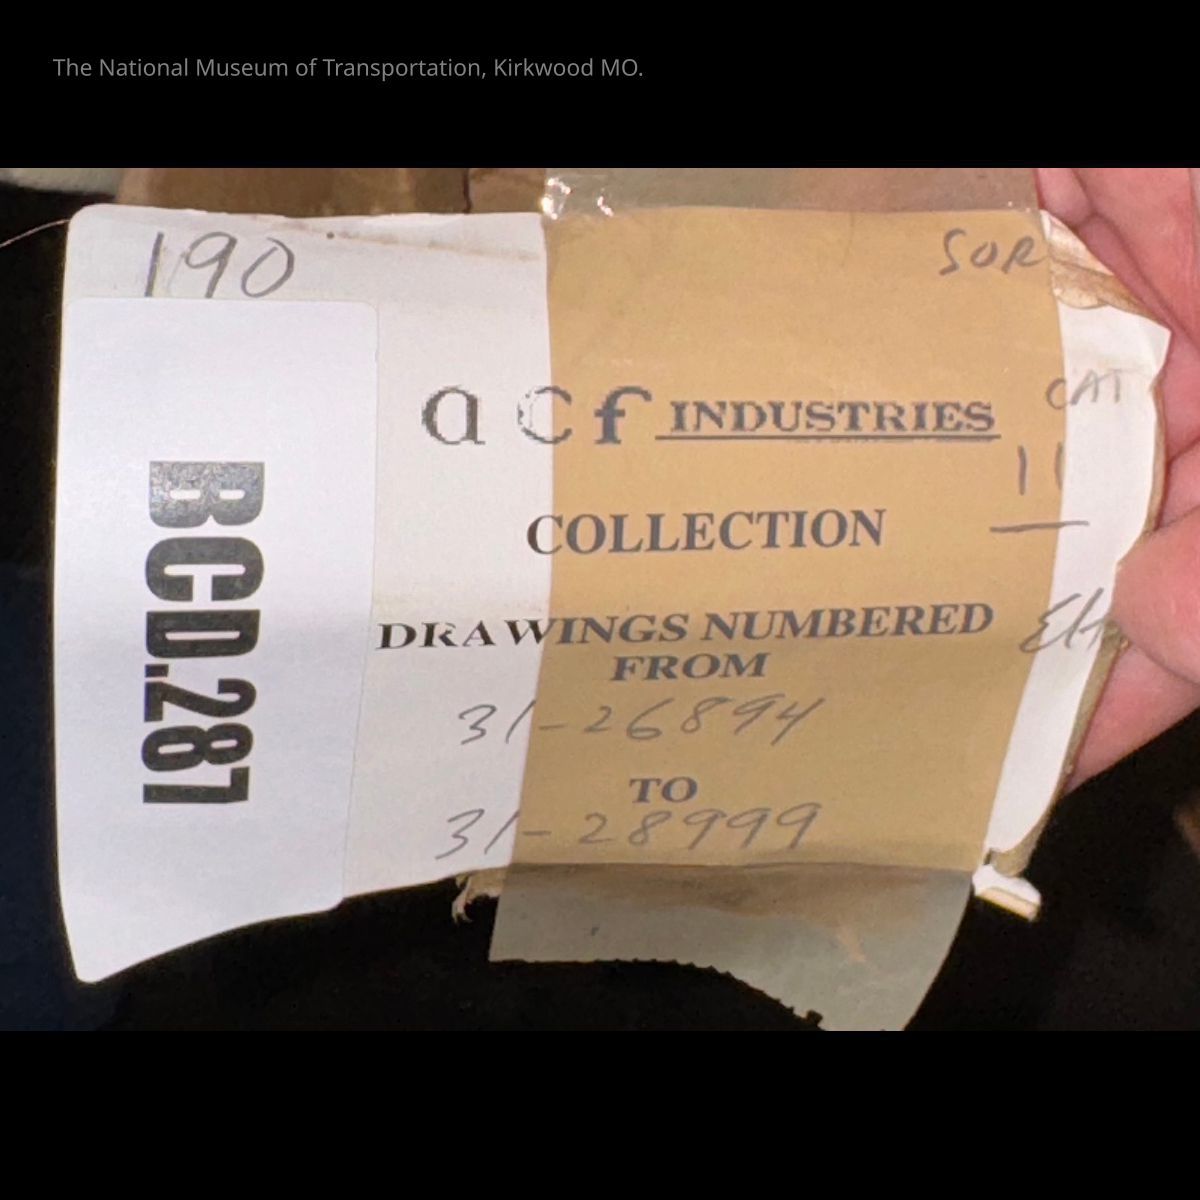 The National Museum of Transportation, Kirkwood MO.
190
SOR
acf INDUSTRIES
CAT
11
COLLECTION
DRAWINGS NUMBERED
FROM
31-26894
TO
31-28999
BCD.287